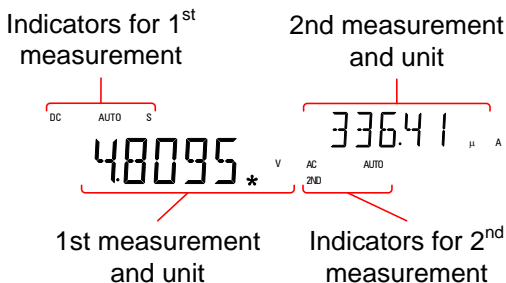 Indicators for 1st
measurement
2nd measurement
and unit
DC AUTO S
4.8095* V
336.41 μ A
AC AUTO
2ND
1st measurement
and unit
Indicators for 2nd
measurement